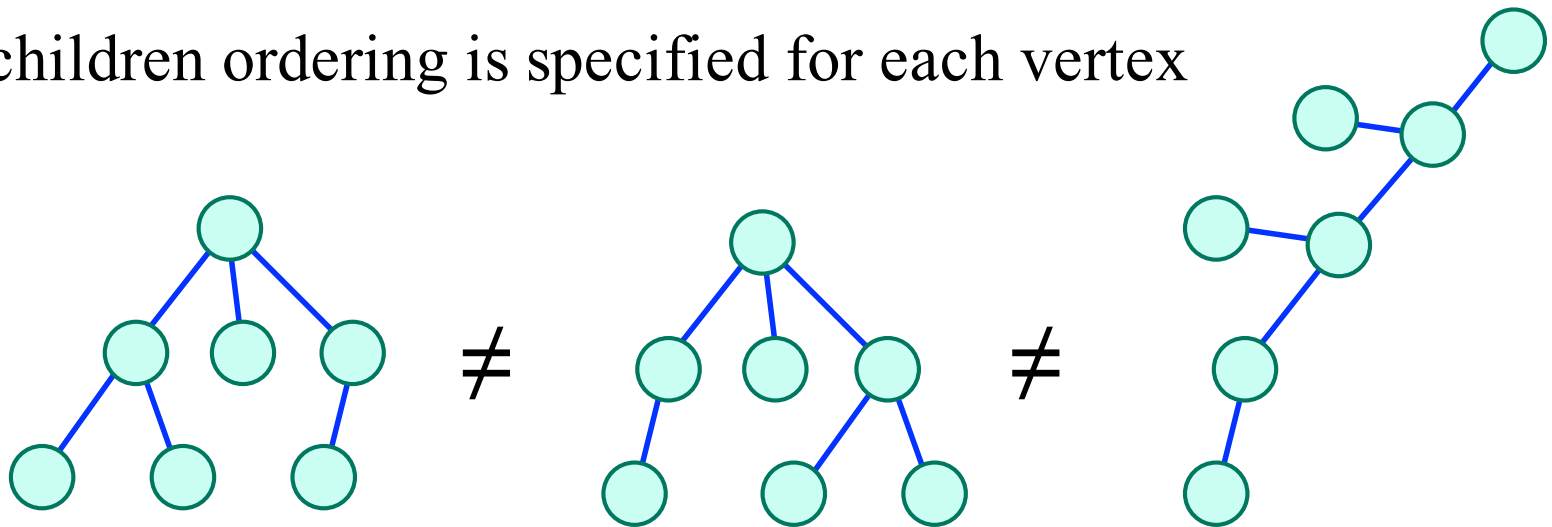 children ordering is specified for each vertex
≠ ≠